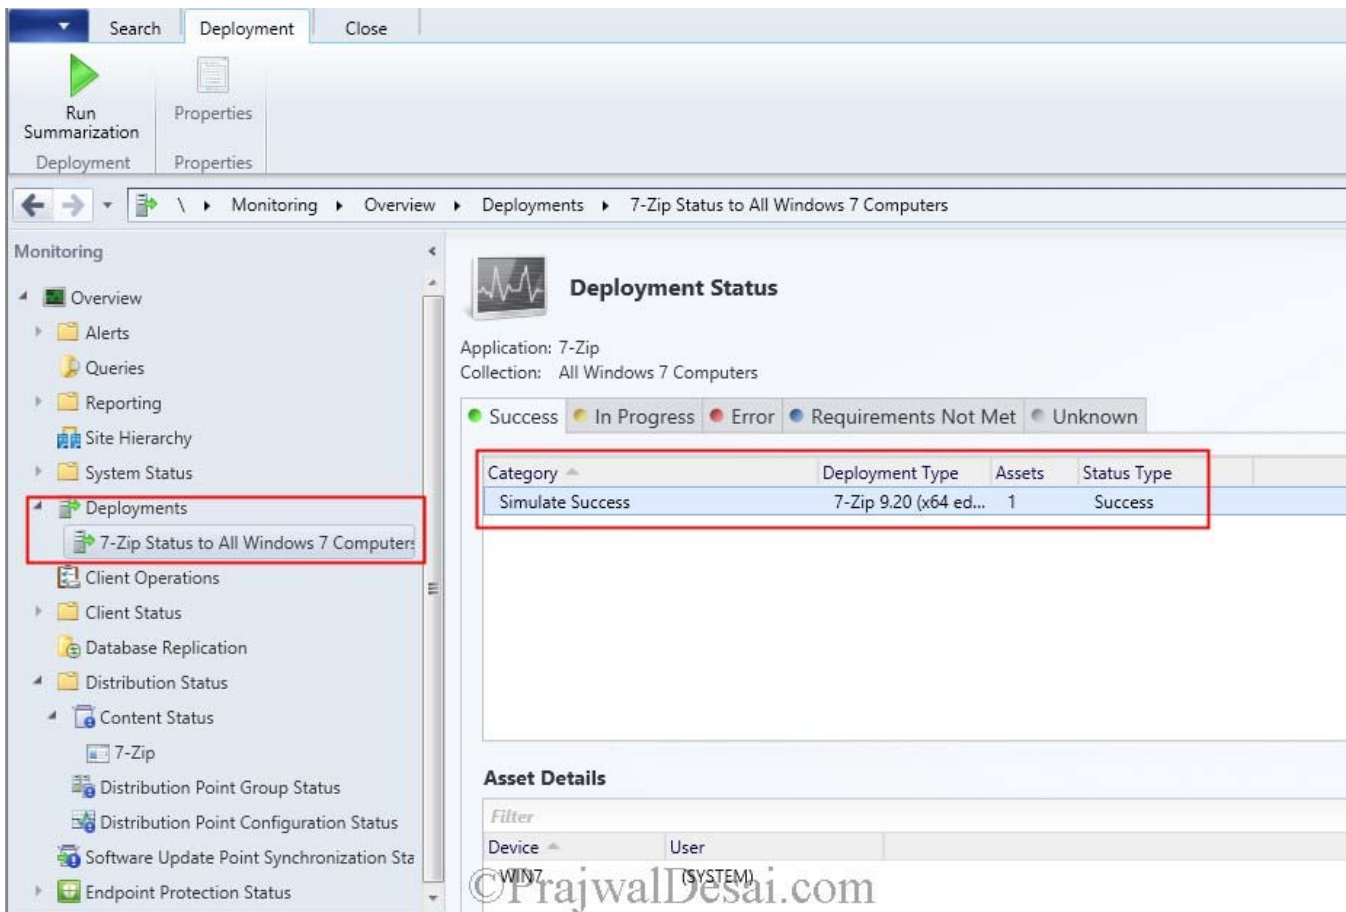 Search Deployment Close
Run Summarization
Properties
Deployment Properties
\ Monitoring Overview Deployments 7-Zip Status to All Windows 7 Computers
Monitoring
Overview
Alerts
Queries
Reporting
Site Hierarchy
System Status
Deployments
7-Zip Status to All Windows 7 Computers
Client Operations
Client Status
Database Replication
Distribution Status
Content Status
7-Zip
Distribution Point Group Status
Distribution Point Configuration Status
Software Update Point Synchronization Sta
Endpoint Protection Status
Deployment Status
Application: 7-Zip
Collection: All Windows 7 Computers
Success In Progress Error Requirements Not Met Unknown
Category Deployment Type Assets Status Type
Simulate Success 7-Zip 9.20 (x64 ed... 1 Success
Asset Details
Filter
Device User
WIN7 (SYSTEM)
©PrajwalDesai.com